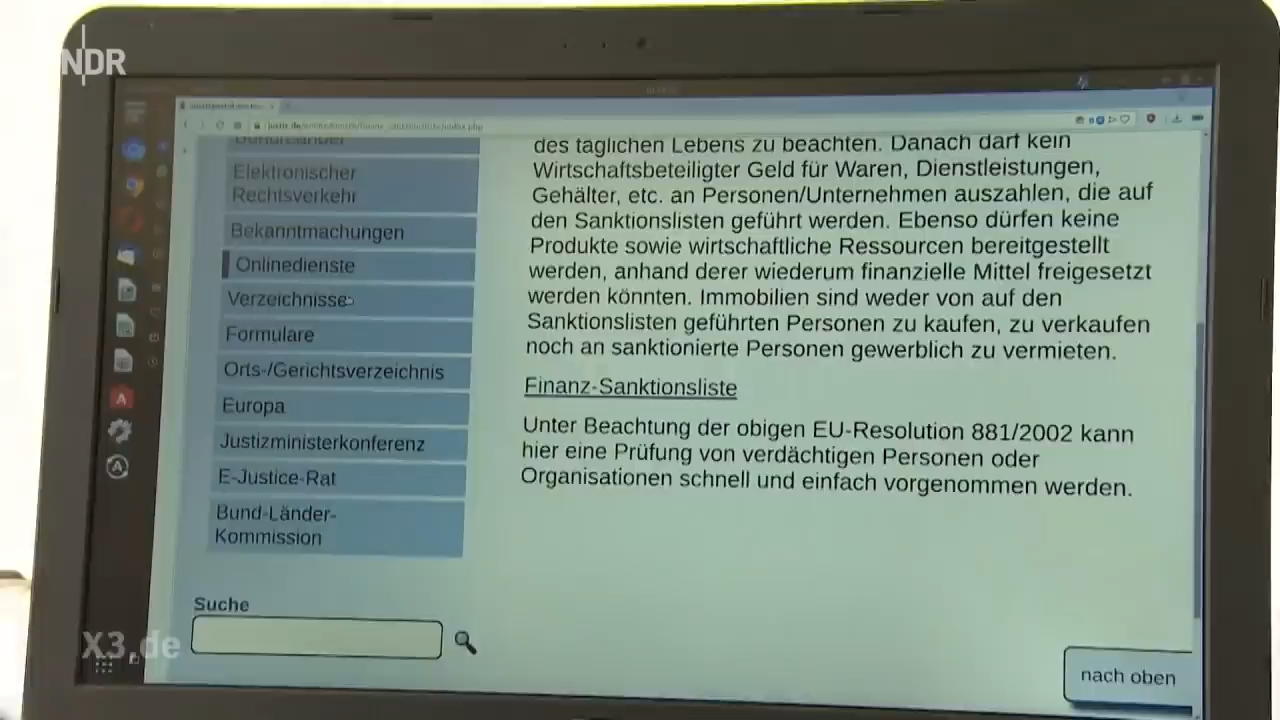 NDR
des täglichen Lebens zu beachten. Danach darf kein
Wirtschaftsbeteiligter Geld für Waren, Dienstleistungen,
Gehälter, etc. an Personen/Unternehmen auszahlen, die auf
den Sanktionslisten geführt werden. Ebenso dürfen keine
Produkte sowie wirtschaftliche Ressourcen bereitgestellt
werden, anhand derer wiederum finanzielle Mittel freigesetzt
werden könnten. Immobilien sind weder von auf den
Sanktionslisten geführten Personen zu kaufen, zu verkaufen
noch an sanktionierte Personen gewerblich zu vermieten.
Finanz-Sanktionsliste
Unter Beachtung der obigen EU-Resolution 881/2002 kann
hier eine Prüfung von verdächtigen Personen oder
Organisationen schnell und einfach vorgenommen werden.
Elektronischer
Rechtsverkehr
Bekanntmachungen
Onlinedienste
Verzeichnisse
Formulare
Orts-/Gerichtsverzeichnis
Europa
Justizministerkonferenz
E-Justice-Rat
Bund-Länder-
Kommission
Suche
nach oben
X3.de